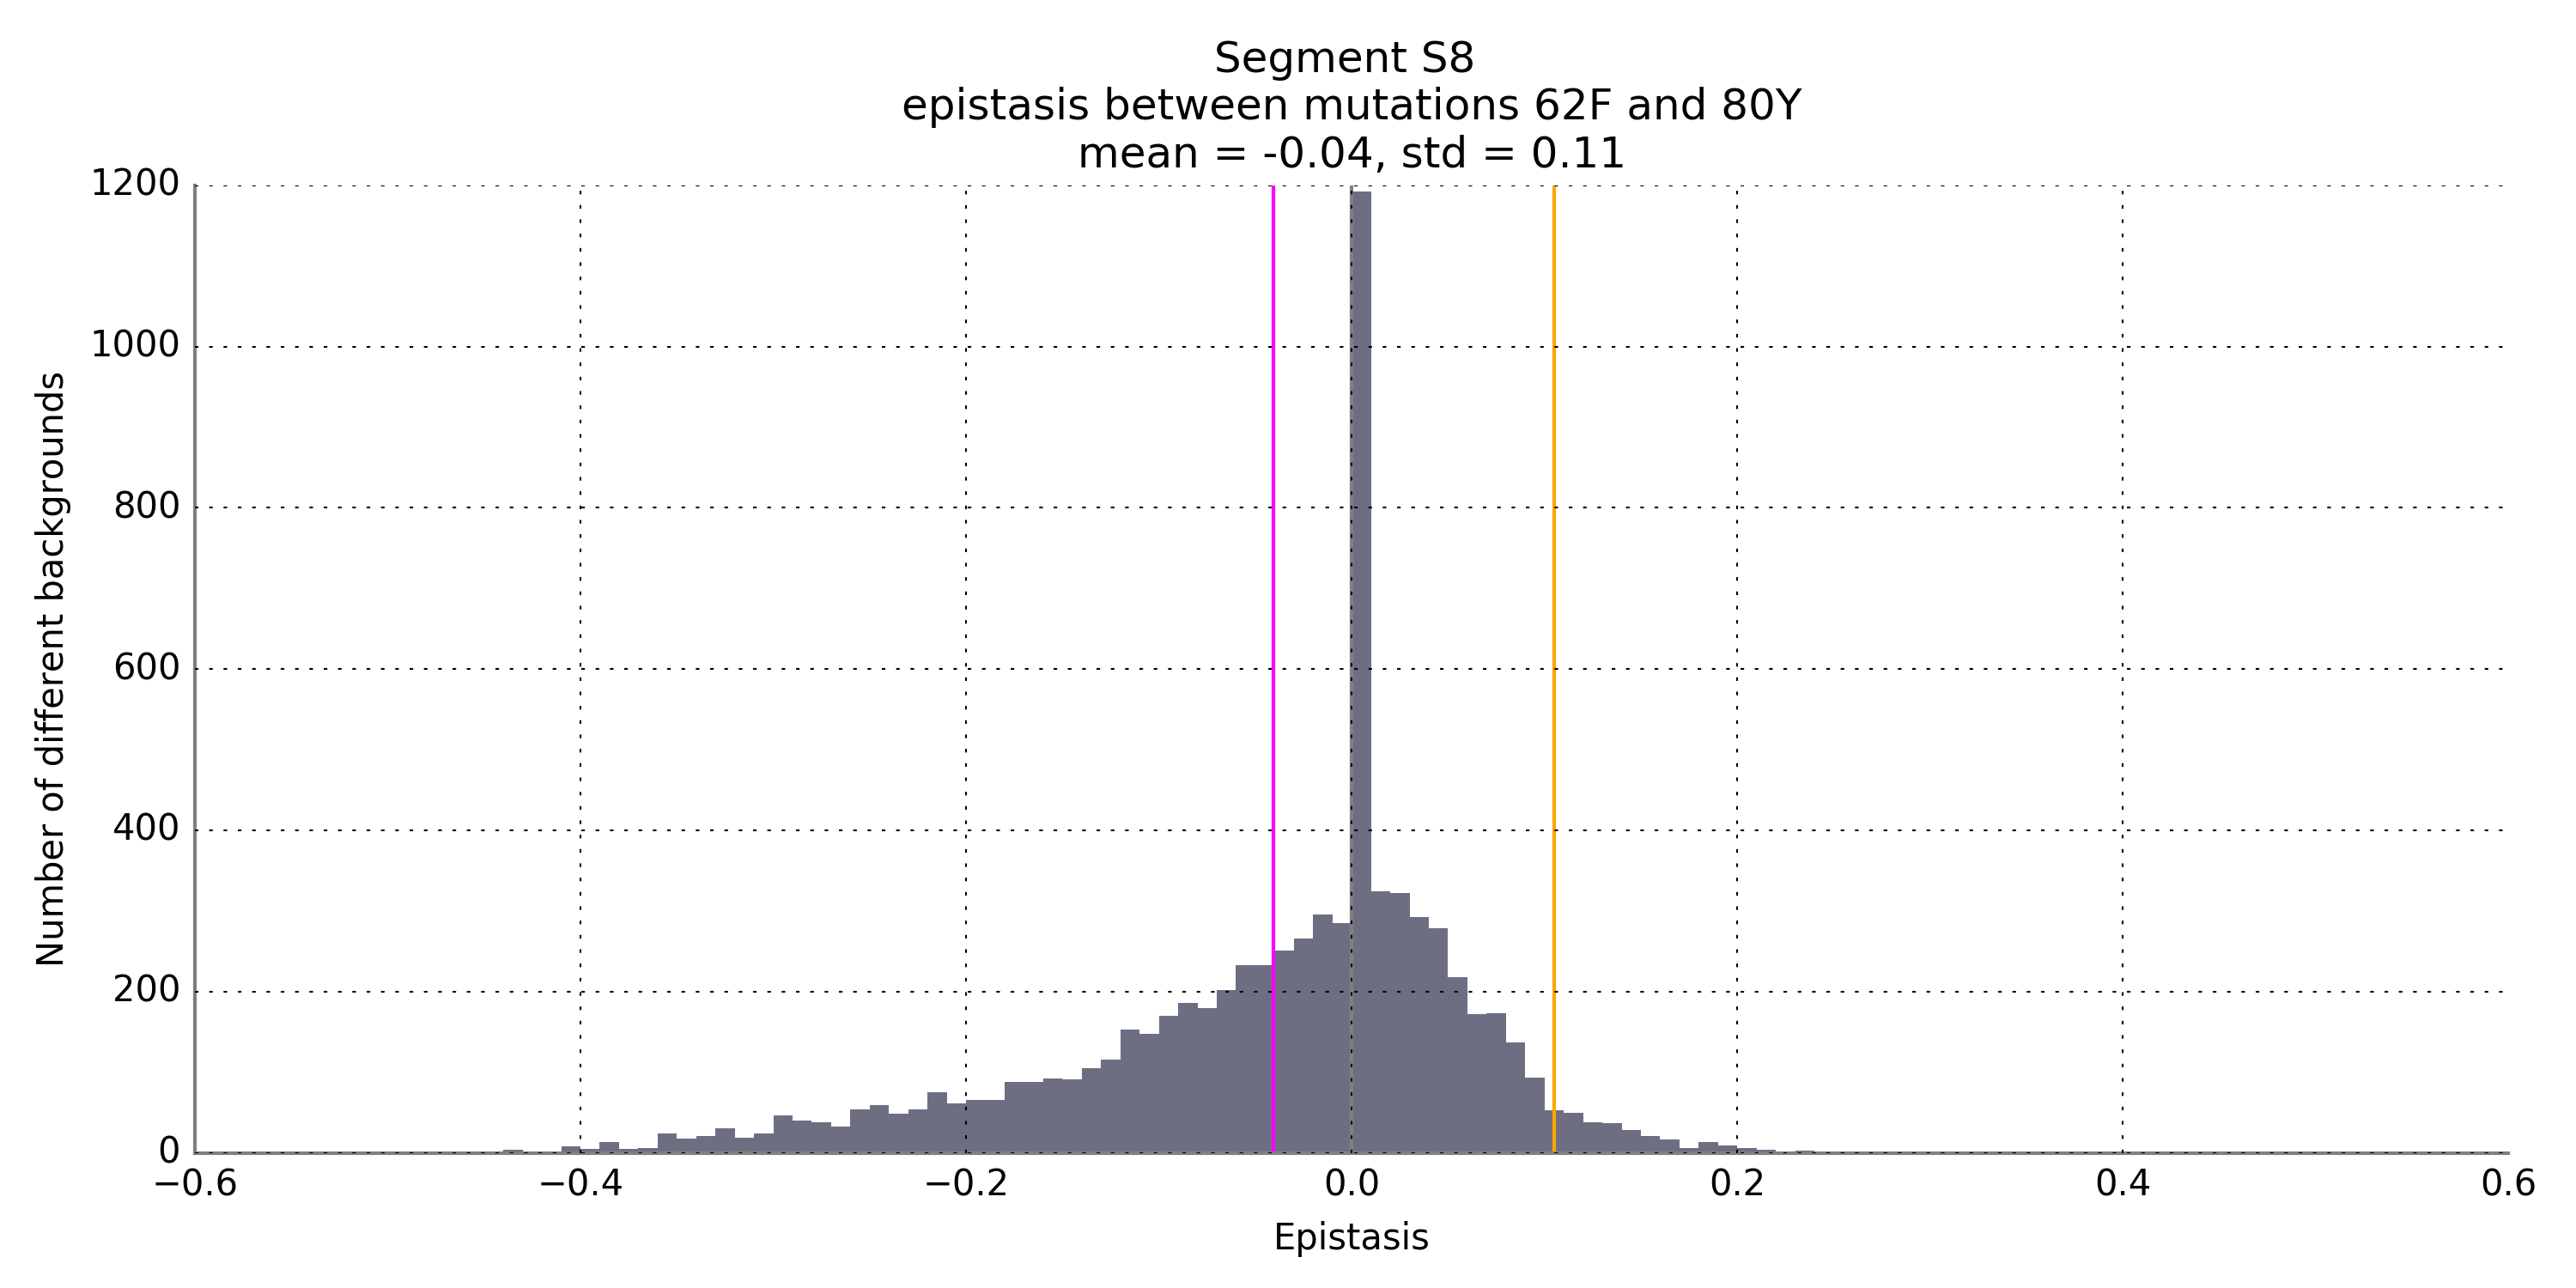 Segment S8
epistasis between mutations 62F and 80Y
mean = -0.04, std = 0.11
1200
1000
800
600
400
200
0
Number of different backgrounds
−0.6 −0.4 −0.2 0.0 0.2 0.4 0.6
Epistasis